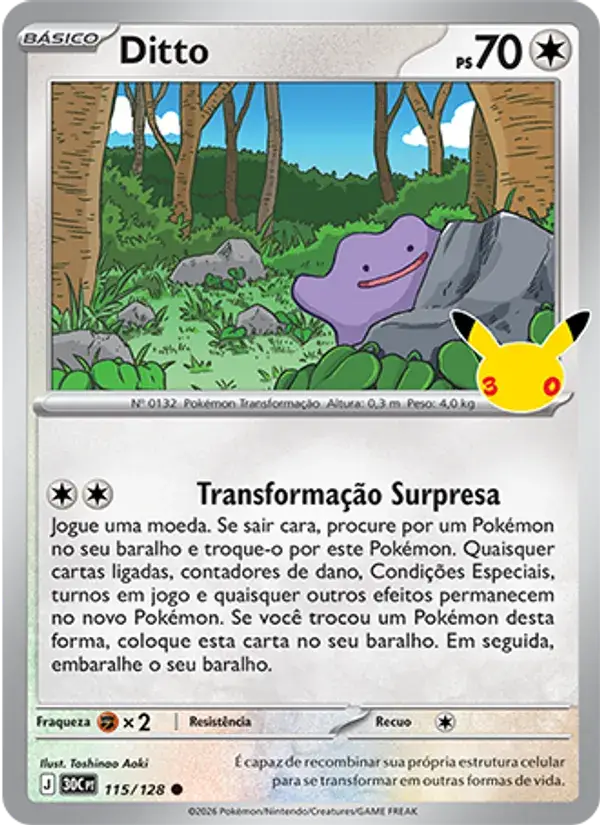 BÁSICO
Ditto
PS 70
30
Nº 0132 Pokémon Transformação Altura: 0,3 m Peso: 4,0 kg
Transformação Surpresa
Jogue uma moeda. Se sair cara, procure por um Pokémon
no seu baralho e troque-o por este Pokémon. Quaisquer
cartas ligadas, contadores de dano, Condições Especiais,
turnos em jogo e quaisquer outros efeitos permanecem
no novo Pokémon. Se você trocou um Pokémon desta
forma, coloque esta carta no seu baralho. Em seguida,
embaralhe o seu baralho.
Fraqueza ×2 Resistência Recuo
Ilust. Toshinao Aoki
É capaz de recombinar sua própria estrutura celular
para se transformar em outras formas de vida.
J 30C PT 115/128
©2026 Pokémon/Nintendo/Creatures/GAME FREAK